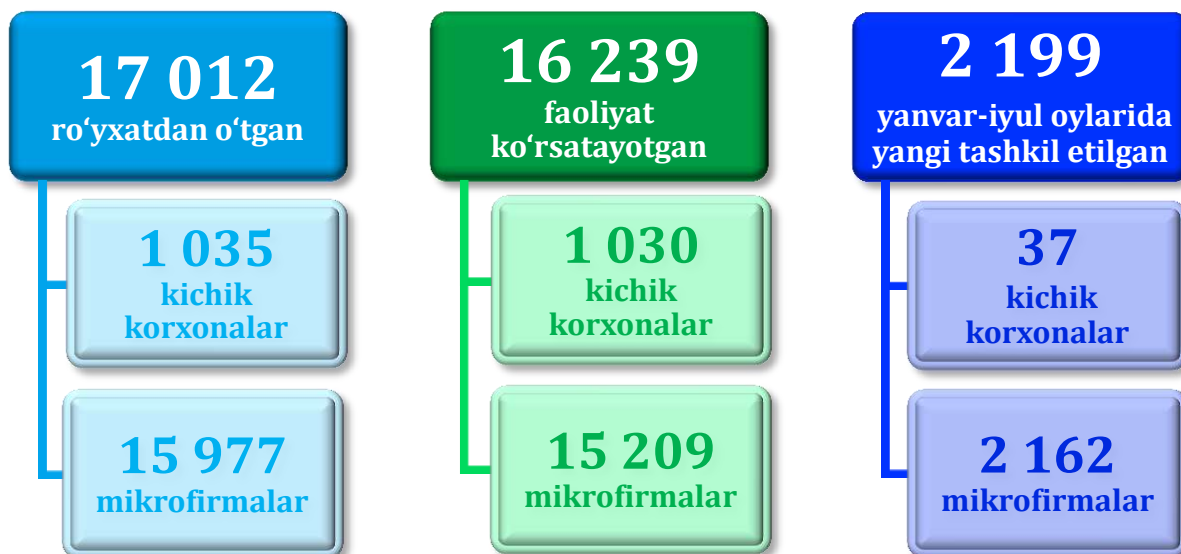 17 012
ro‘yxatdan o‘tgan
1 035
kichik
korxonalar
15 977
mikrofirmalar
16 239
faoliyat
ko‘rsatayotgan
1 030
kichik
korxonalar
15 209
mikrofirmalar
2 199
yanvar-iyul oylarida
yangi tashkil etilgan
37
kichik
korxonalar
2 162
mikrofirmalar